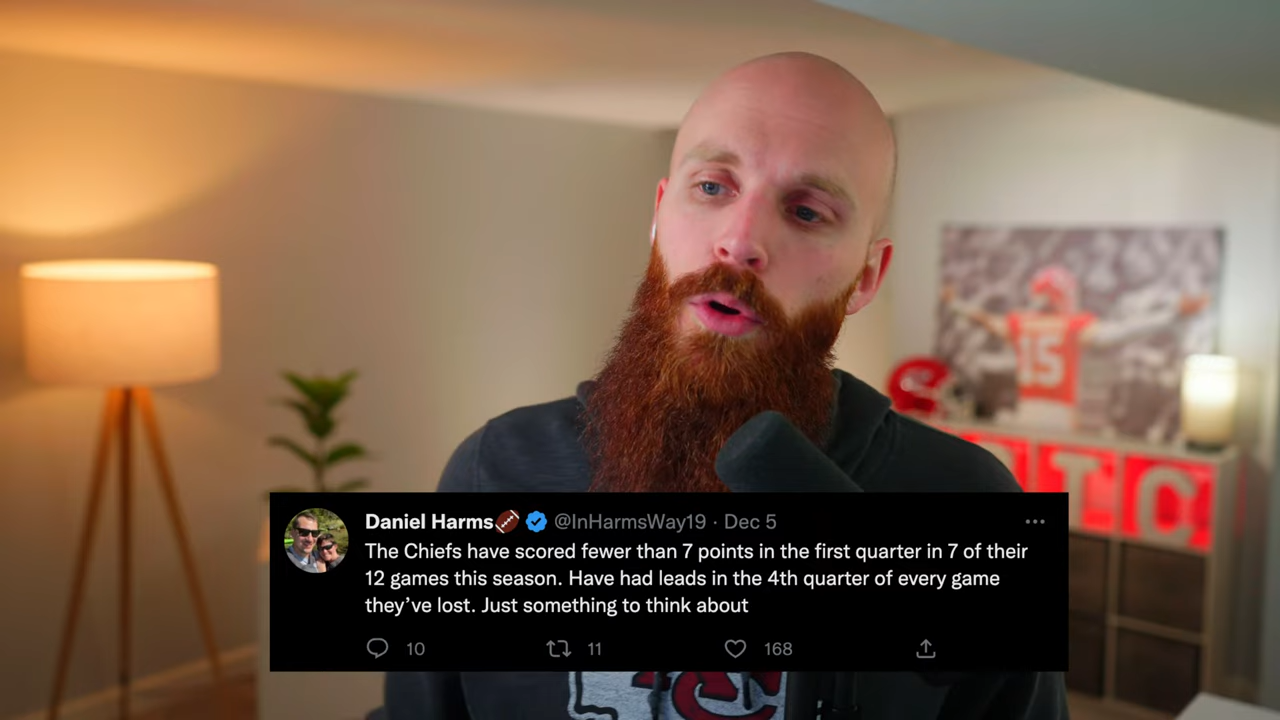 15
T I C
Daniel Harms🏈 @InHarmsWay19 · Dec 5
The Chiefs have scored fewer than 7 points in the first quarter in 7 of their
12 games this season. Have had leads in the 4th quarter of every game
they've lost. Just something to think about
10 11 168
KC